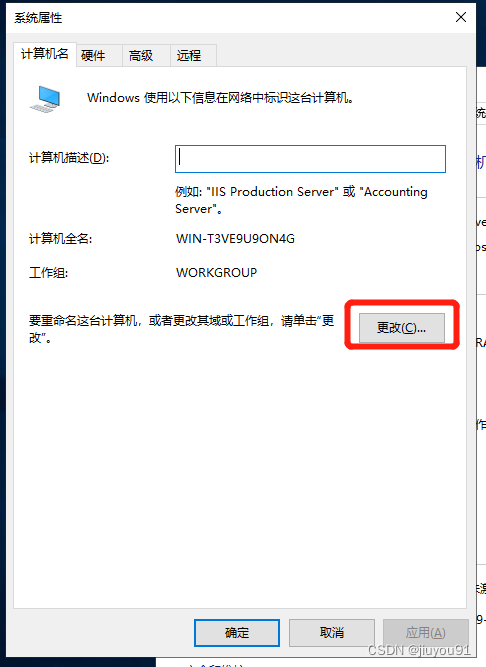 系统属性
计算机名 硬件 高级 远程
Windows 使用以下信息在网络中标识这台计算机。
计算机描述(D):
例如: "IIS Production Server" 或 "Accounting
Server"。
计算机全名: WIN-T3VE9U9ON4G
工作组: WORKGROUP
要重命名这台计算机，或者更改其域或工作组，请单击"更
改"。
更改(C)...
确定 取消 应用(A)
CSDN @jiuyou91